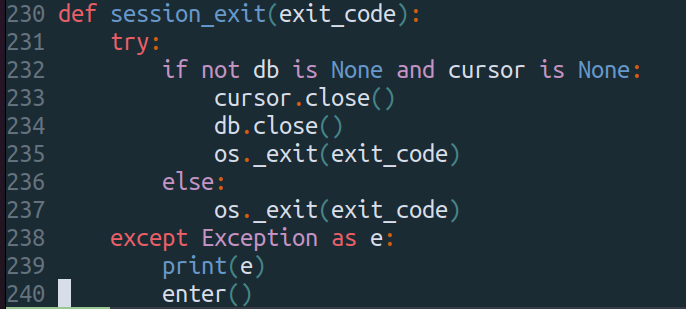 230 def session_exit(exit_code):
231     try:
232         if not db is None and cursor is None:
233             cursor.close()
234             db.close()
235             os._exit(exit_code)
236         else:
237             os._exit(exit_code)
238     except Exception as e:
239         print(e)
240         enter()